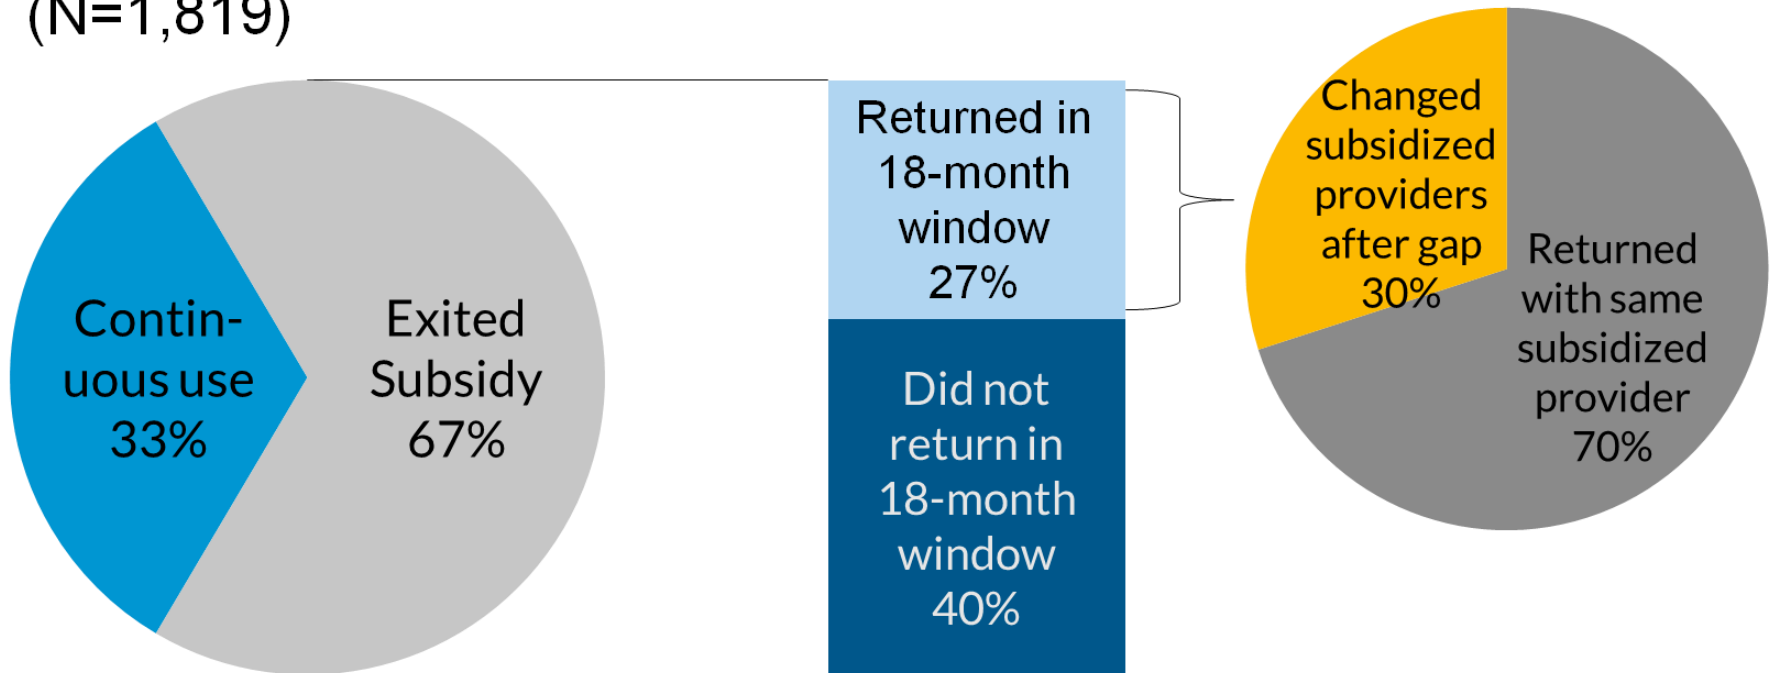 (N=1,819)
Contin-
uous use
33%
Exited
Subsidy
67%
Returned in
18-month
window
27%
Did not
return in
18-month
window
40%
Changed
subsidized
providers
after gap
30%
Returned
with same
subsidized
provider
70%